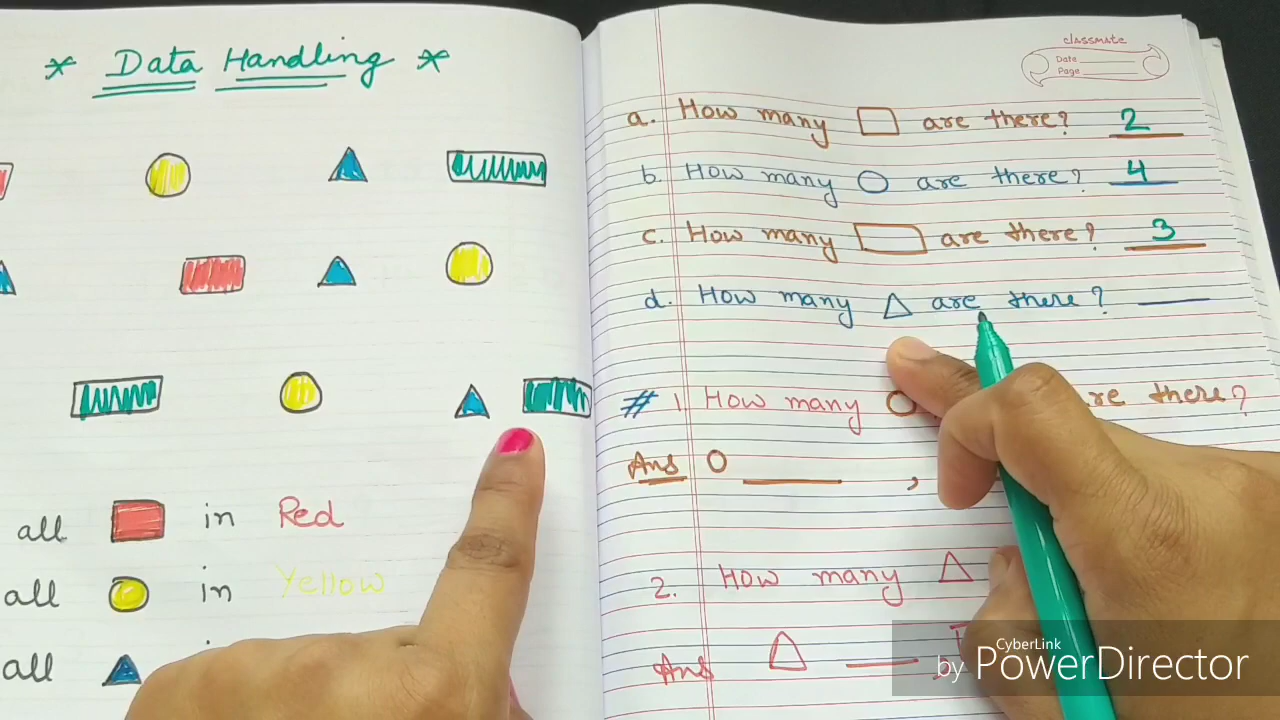 * Data Handling *
all in Red
all in Yellow
all
classmate
Date
Page
a. How many □ are there? 2
b. How many ○ are there? 4
c. How many ▭ are there? 3
d. How many △ are there?
# 1 How many ○ are there?
Ans ○ ,
2. How many △
Ans △
CyberLink
by PowerDirector